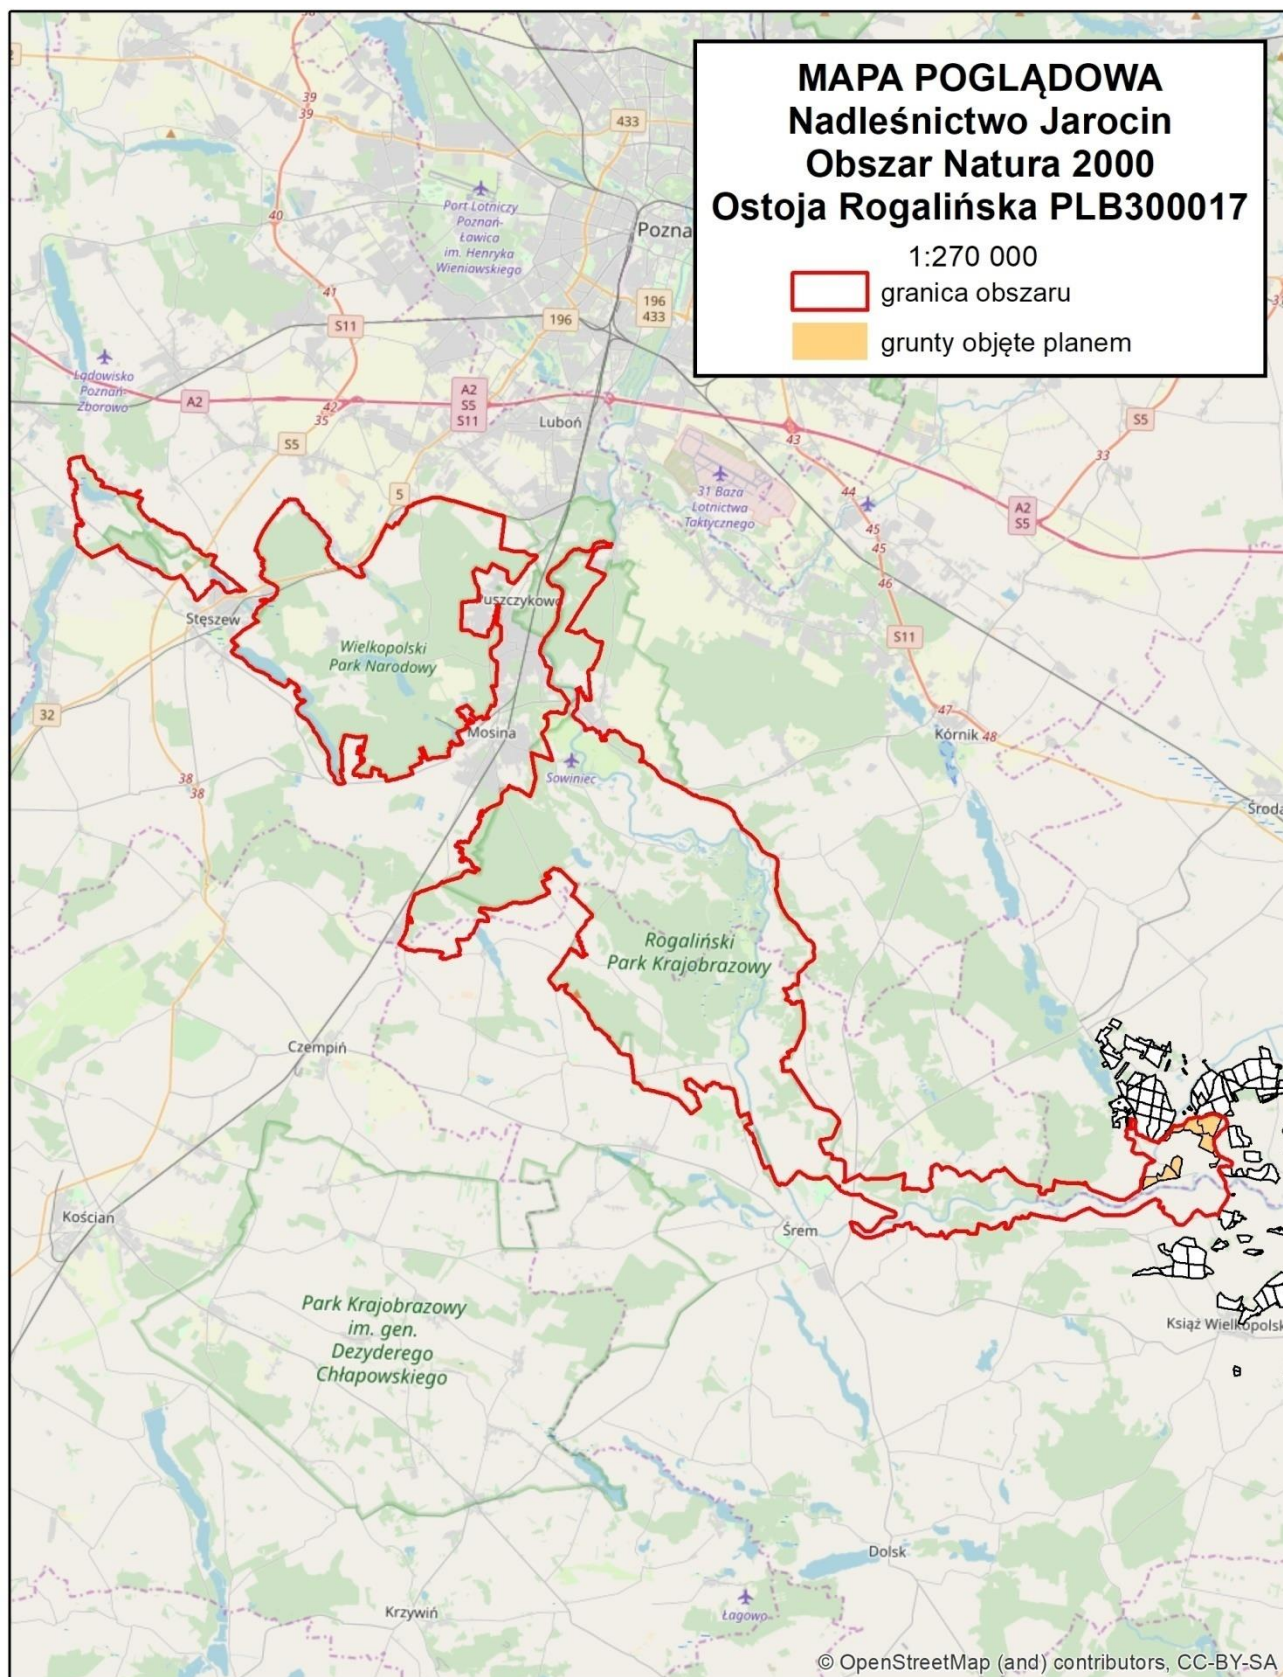 MAPA POGLĄDOWA
Nadleśnictwo Jarocin
Obszar Natura 2000
Ostoja Rogalińska PLB300017
1:270 000
granica obszaru
grunty objęte planem
39
39
433
40
Port Lotniczy
Poznań-
Ławica
im. Henryka
Wieniawskiego
Pozna
41
S11
196
196
433
Lądowisko
Poznań-
Zborowo
A2
42
35
A2
S5
S11
Luboń
S5
43
S5
33
5
31 Baza
Lotnictwa
Taktycznego
44
A2
S5
45
45
46
Puszczykowo
Stęszew
S11
Wielkopolski
Park Narodowy
32
47
Kórnik
48
Mosina
Sowiniec
38
38
Środa
Rogaliński
Park Krajobrazowy
Czempiń
Kościan
Śrem
Park Krajobrazowy
im. gen.
Dezyderego
Chłapowskiego
Książ Wielkopolsk
Dolsk
Krzywiń
Łagowo
© OpenStreetMap (and) contributors, CC-BY-SA